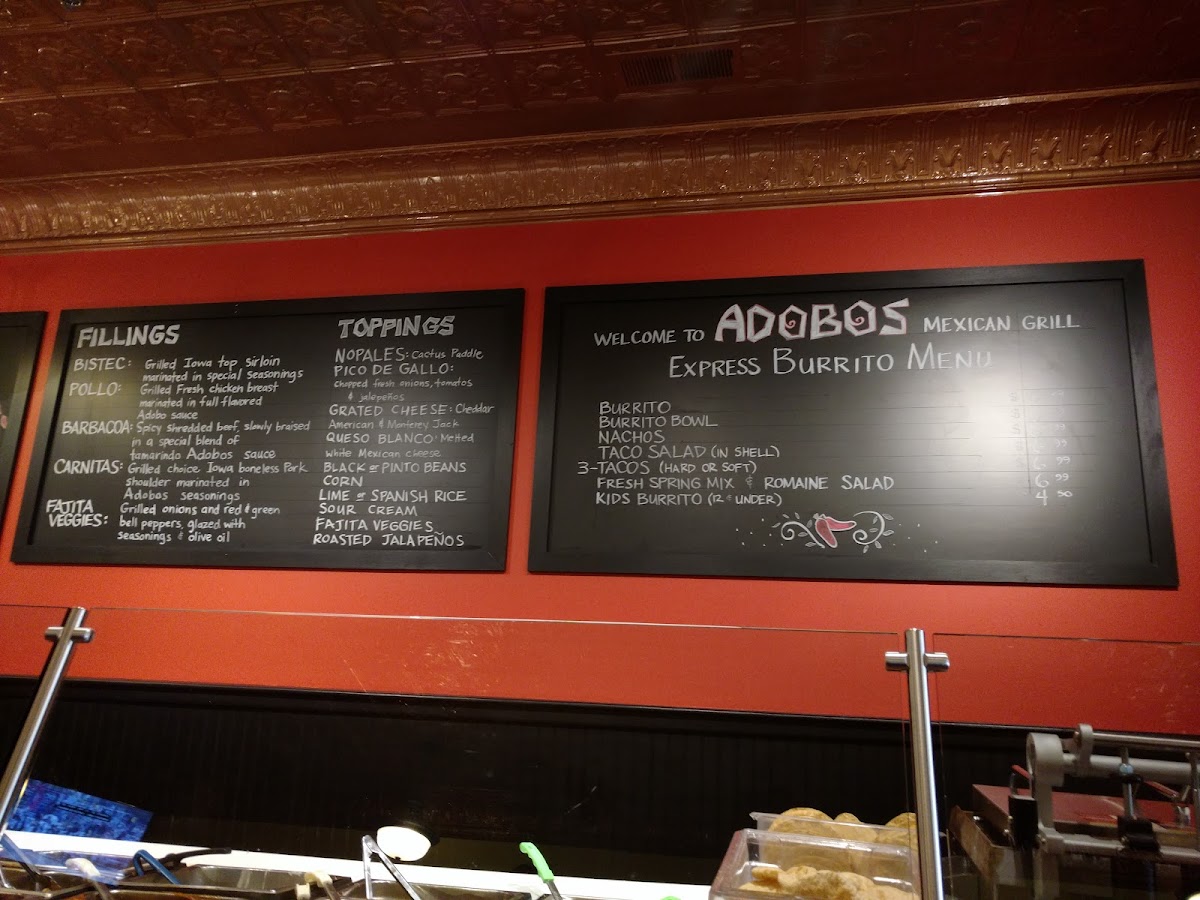 FILLINGS
BISTEC: Grilled Iowa top sirloin
marinated in special seasonings
POLLO: Grilled Fresh chicken breast
marinated in full flavored
Adobo sauce
BARBACOA: Spicy shredded beef, slowly braised
in a special blend of
tamarindo Adobos sauce
CARNITAS: Grilled choice Iowa boneless Pork
shoulder marinated in
Adobos seasonings
FAJITA VEGGIES: Grilled onions and red & green
bell peppers, glazed with
seasonings & olive oil
TOPPINGS
NOPALES: Cactus Paddle
PICO DE GALLO:
chopped fresh onions, tomatos
& jalapeños
GRATED CHEESE: Cheddar
American & Monterey Jack
QUESO BLANCO: Melted
White Mexican cheese
BLACK or PINTO BEANS
CORN
LIME or SPANISH RICE
SOUR CREAM
FAJITA VEGGIES
ROASTED JALAPEÑOS
WELCOME TO ADOBOS MEXICAN GRILL
EXPRESS BURRITO MENU
BURRITO
BURRITO BOWL
NACHOS
TACO SALAD (IN SHELL)
3-TACOS (HARD OR SOFT) 6 99
FRESH SPRING MIX & ROMAINE SALAD 6 99
KIDS BURRITO (12 & UNDER) 4 50